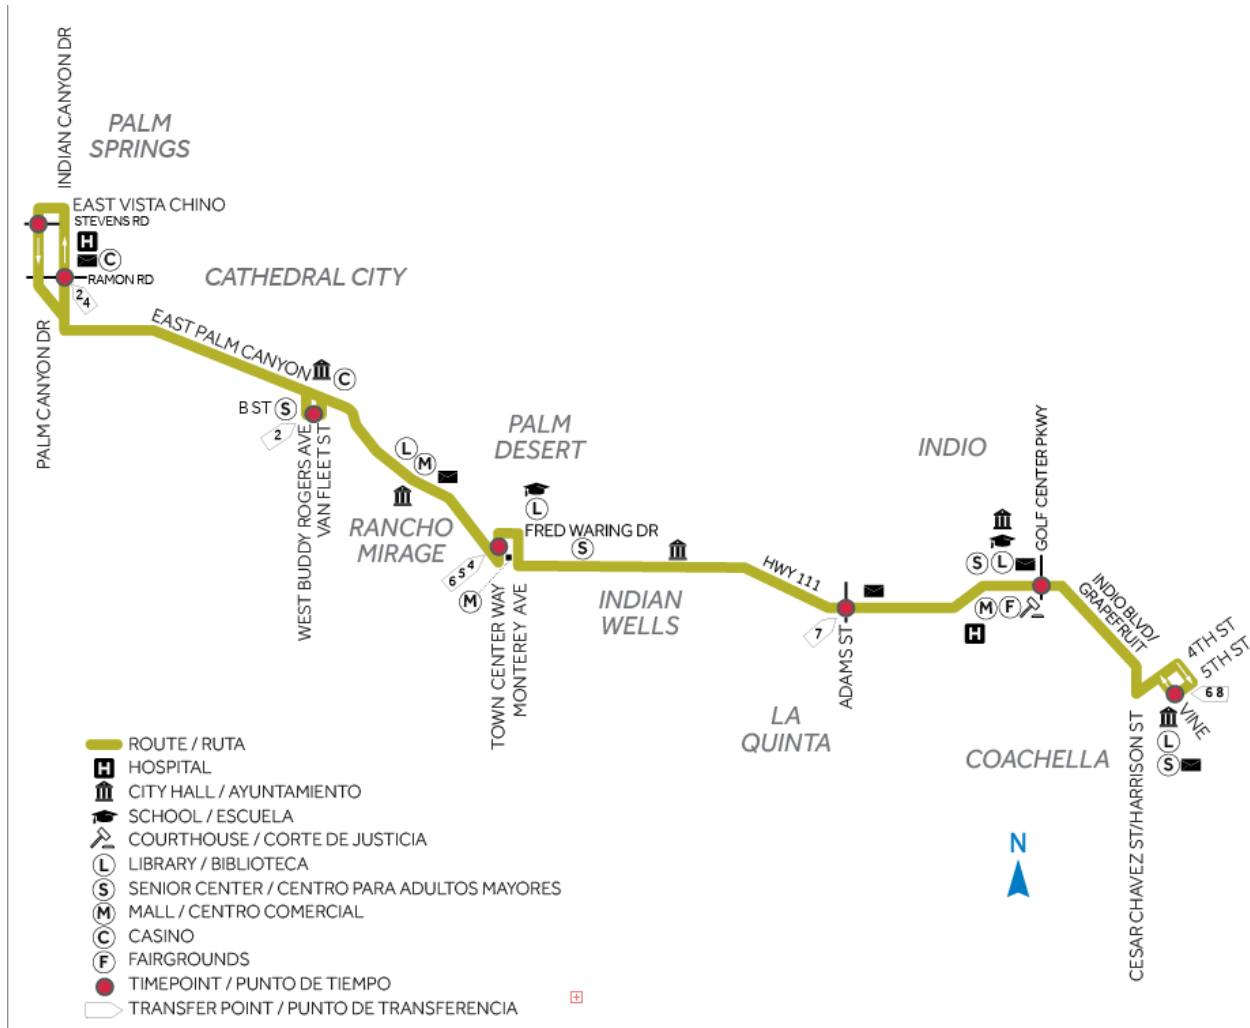 INDIAN CANYON DR
PALM
SPRINGS
EAST VISTA CHINO
STEVENS RD
H
C
RAMON RD
2 4
CATHEDRAL CITY
PALM CANYON DR
EAST PALM CANYON
C
B ST S
2
WEST BUDDY ROGERS AVE
VAN FLEET ST
L
M
RANCHO
MIRAGE
PALM
DESERT
L
FRED WARING DR
S
6 5 4
M
TOWN CENTER WAY
MONTEREY AVE
INDIAN
WELLS
HWY 111
7
ADAMS ST
LA
QUINTA
INDIO
GOLF CENTER PKWY
S L
M F
H
INDIO BLVD/
GRAPEFRUIT
4TH ST
5TH ST
6 8
VINE
L
S
COACHELLA
CESAR CHAVEZ ST/HARRISON ST
N
ROUTE / RUTA
H HOSPITAL
CITY HALL / AYUNTAMIENTO
SCHOOL / ESCUELA
COURTHOUSE / CORTE DE JUSTICIA
L LIBRARY / BIBLIOTECA
S SENIOR CENTER / CENTRO PARA ADULTOS MAYORES
M MALL / CENTRO COMERCIAL
C CASINO
F FAIRGROUNDS
TIMEPOINT / PUNTO DE TIEMPO
TRANSFER POINT / PUNTO DE TRANSFERENCIA